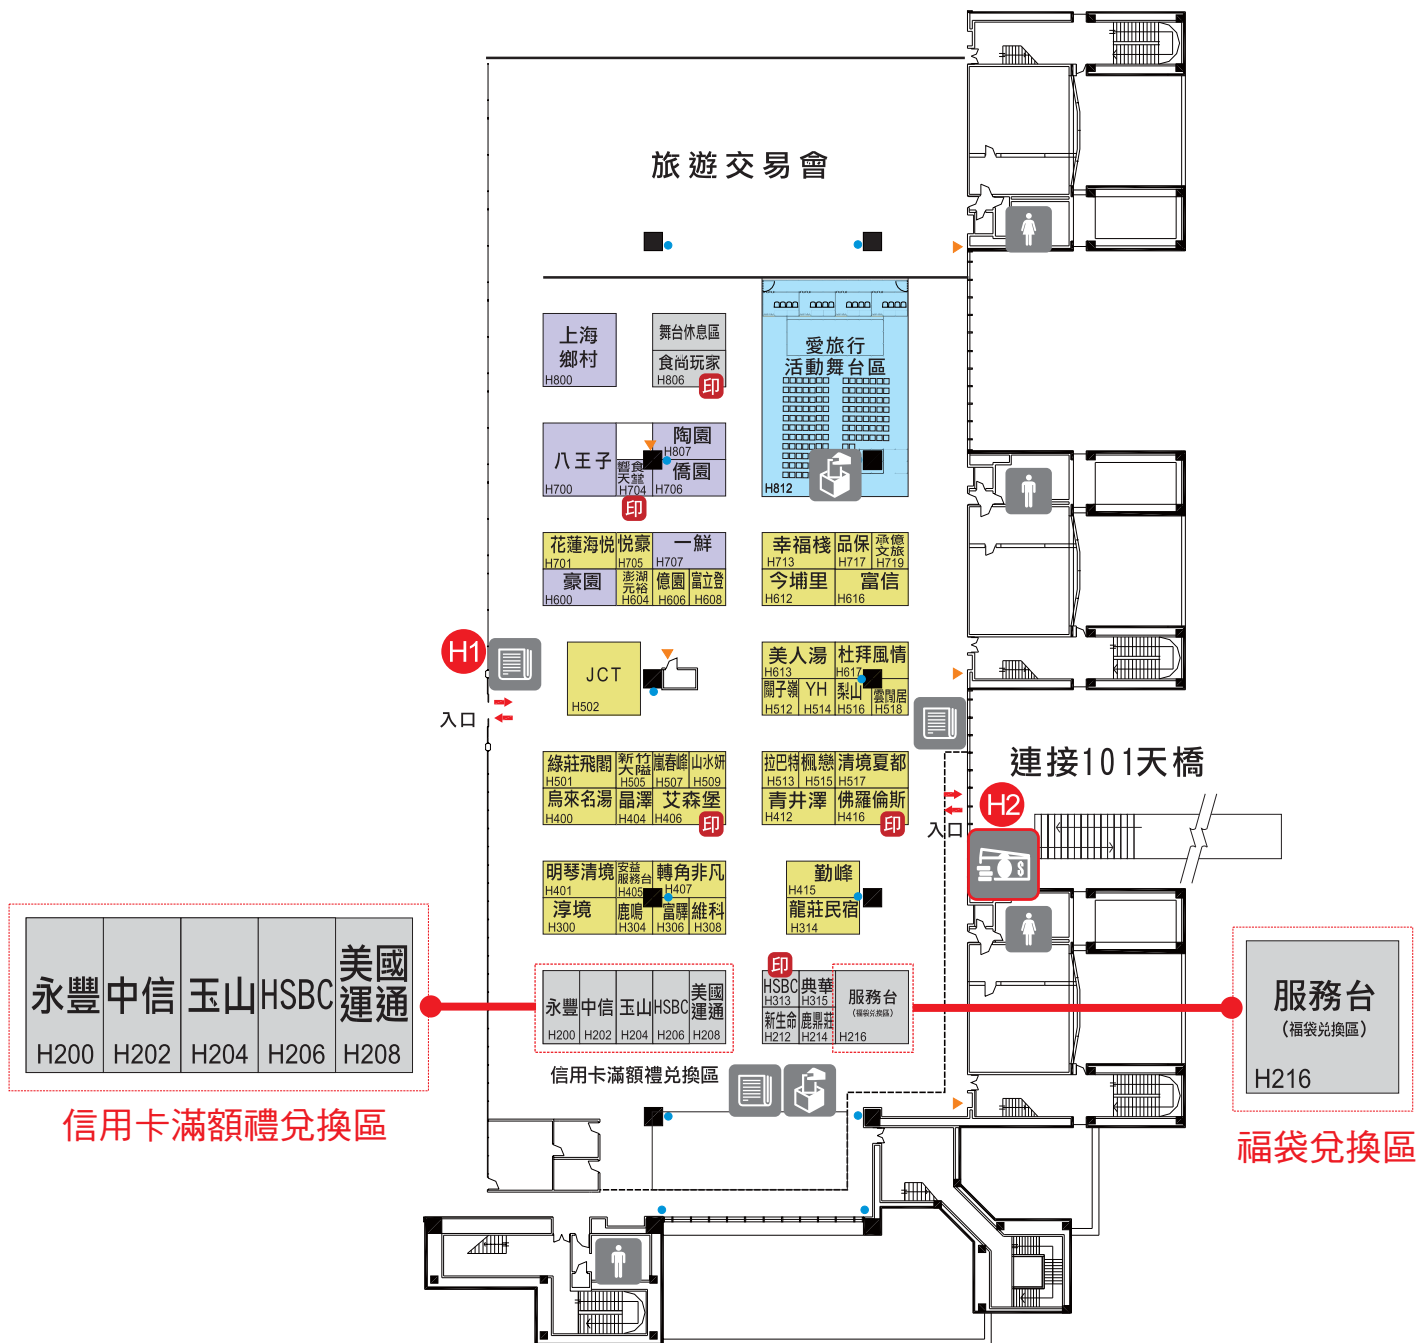 旅遊交易會
上海
鄉村
H800
舞台休息區
食尚玩家
H806
印
愛旅行
活動舞台區
H812
八王子
H700
響食
天堂
H704
印
陶園
H807
僑園
H706
花蓮海悦
H701
悦豪
H705
一鮮
H707
豪園
H600
澎湖
元裕
H604
億園
H606
富立登
H608
幸福棧
H713
品保
H717
承億
文旅
H719
今埔里
H612
富信
H616
H1
入口
JCT
H502
美人湯
H613
杜拜風情
H617
關子嶺
H512
YH
H514
梨山
H516
雲閒居
H518
連接101天橋
H2
入口
綠莊飛閣
H501
新竹
大隘
H505
嵐春峰
H507
山水妍
H509
烏來名湯
H400
晶澤
H404
艾森堡
H406
印
拉巴特
H513
楓戀
H515
清境夏都
H517
青井澤
H412
佛羅倫斯
H416
印
明琴清境
H401
安益
服務台
H405
轉角非凡
H407
淳境
H300
鹿鳴
H304
富驛
H306
維科
H308
勤峰
H415
龍莊民宿
H314
永豐
H200
中信
H202
玉山
H204
HSBC
H206
美國
運通
H208
信用卡滿額禮兌換區
永豐
H200
中信
H202
玉山
H204
HSBC
H206
美國
運通
H208
信用卡滿額禮兌換區
印
HSBC
H313
典華
H315
新生命
H212
鹿鼎莊
H214
服務台
(福袋兌換區)
H216
服務台
(福袋兌換區)
H216
福袋兌換區